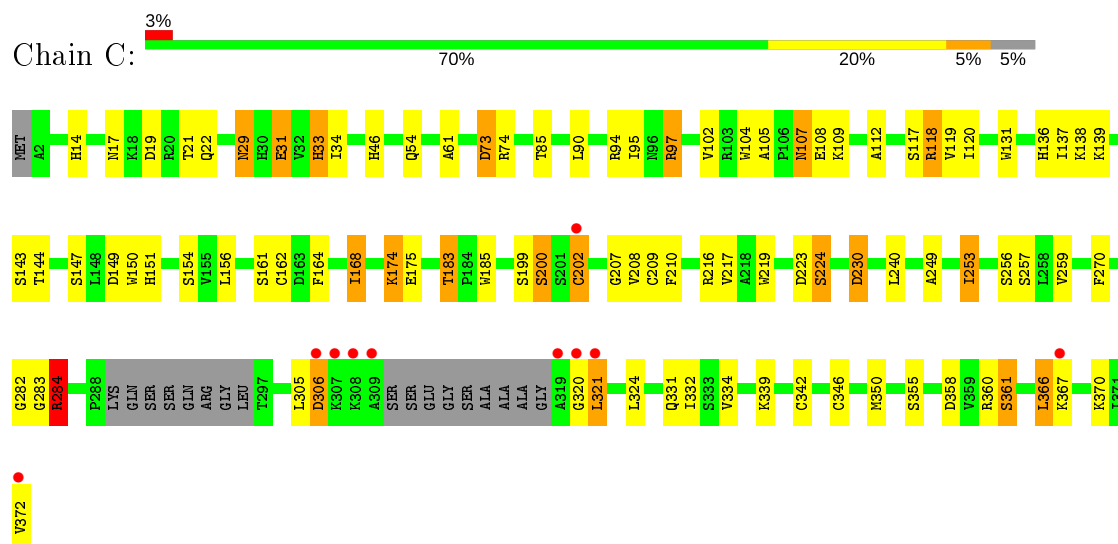 3%
Chain C:
70% 20% 5% 5%
MET A2 H14 N17 K18 D19 R20 T21 Q22 N29 H30 E31 V32 H33 I34 H46 Q54 A61 D73 R74 T85 L90 R94 I95 N96 R97 V102 R103 W104 A105 P106 N107 E108 K109 A112 S117 R118 V119 I120 W131 H136 I137 K138 K139
S143 T144 S147 L148 D149 W150 H151 S154 V155 L156 S161 C162 D163 F164 I168 K174 E175 T183 P184 W185 S199 S200 S201 C202 G207 V208 C209 F210 R216 V217 A218 W219 D223 S224 D230 L240 A249 I253 S256 S257 L258 V259 F270
G282 G283 R284 P288 LYS GLN SER SER GLN ARG GLY LEU T297 L305 D306 K307 K308 A309 SER SER GLU GLY SER ALA ALA ALA GLY A319 G320 L321 L324 Q331 I332 S333 V334 K339 C342 C346 M350 S355 D358 V359 R360 S361 L366 K367 K370 I371
V372